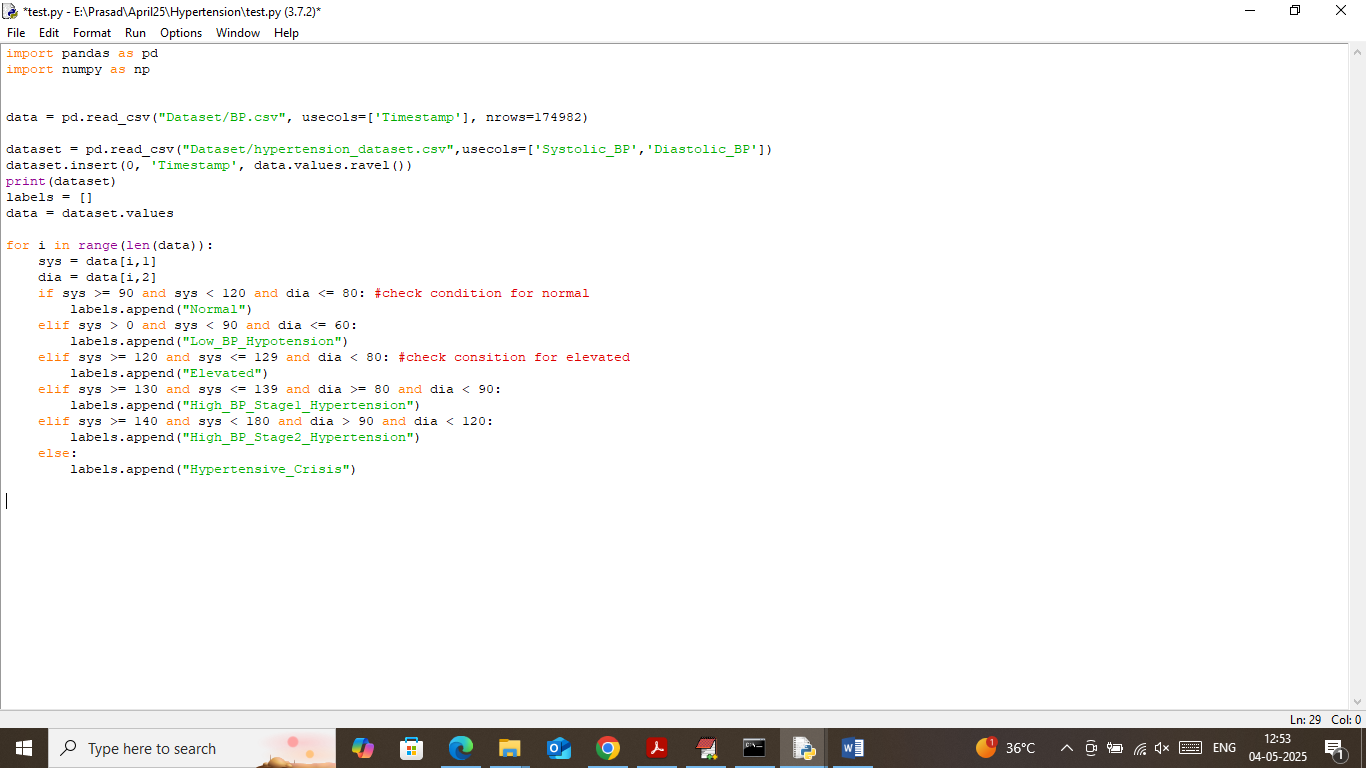 *test.py - E:\Prasad\April25\Hypertension\test.py (3.7.2)*
File Edit Format Run Options Window Help
import pandas as pd
import numpy as np
data = pd.read_csv("Dataset/BP.csv", usecols=['Timestamp'], nrows=174982)
dataset = pd.read_csv("Dataset/hypertension_dataset.csv",usecols=['Systolic_BP','Diastolic_BP'])
dataset.insert(0, 'Timestamp', data.values.ravel())
print(dataset)
labels = []
data = dataset.values
for i in range(len(data)):
    sys = data[i,1]
    dia = data[i,2]
    if sys >= 90 and sys < 120 and dia <= 80: #check condition for normal
        labels.append("Normal")
    elif sys > 0 and sys < 90 and dia <= 60:
        labels.append("Low_BP_Hypotension")
    elif sys >= 120 and sys <= 129 and dia < 80: #check consition for elevated
        labels.append("Elevated")
    elif sys >= 130 and sys <= 139 and dia >= 80 and dia < 90:
        labels.append("High_BP_Stage1_Hypertension")
    elif sys >= 140 and sys < 180 and dia > 90 and dia < 120:
        labels.append("High_BP_Stage2_Hypertension")
    else:
        labels.append("Hypertensive_Crisis")
Ln: 29 Col: 0
Type here to search
1
36°C
ENG
12:53
04-05-2025
1